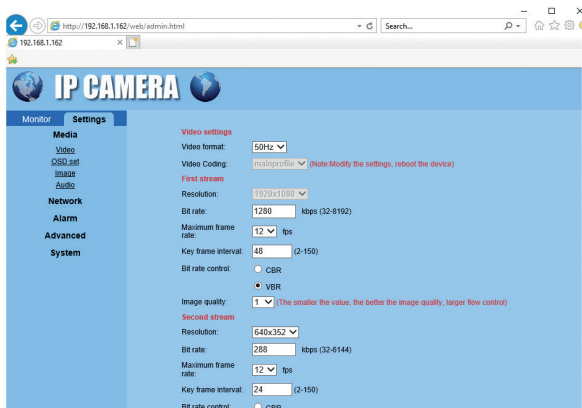 http://192.168.1.162/web/admin.html
Search...
192.168.1.162
IP CAMERA
Monitor Settings
Media
Video
OSD set
Image
Audio
Network
Alarm
Advanced
System
Video settings
Video format: 50Hz
Video Coding: mainprofile (Note:Modify the settings, reboot the device)
First stream
Resolution: 1920x1080
Bit rate: 1280 kbps (32-8192)
Maximum frame
rate: 12 fps
Key frame interval: 48 (2-150)
Bit rate control: CBR
VBR
Image quality: 1 (The smaller the value, the better the image quality, larger flow control)
Second stream
Resolution: 640x352
Bit rate: 288 kbps (32-6144)
Maximum frame
rate: 12 fps
Key frame interval: 24 (2-150)
Bit rate control: CBR